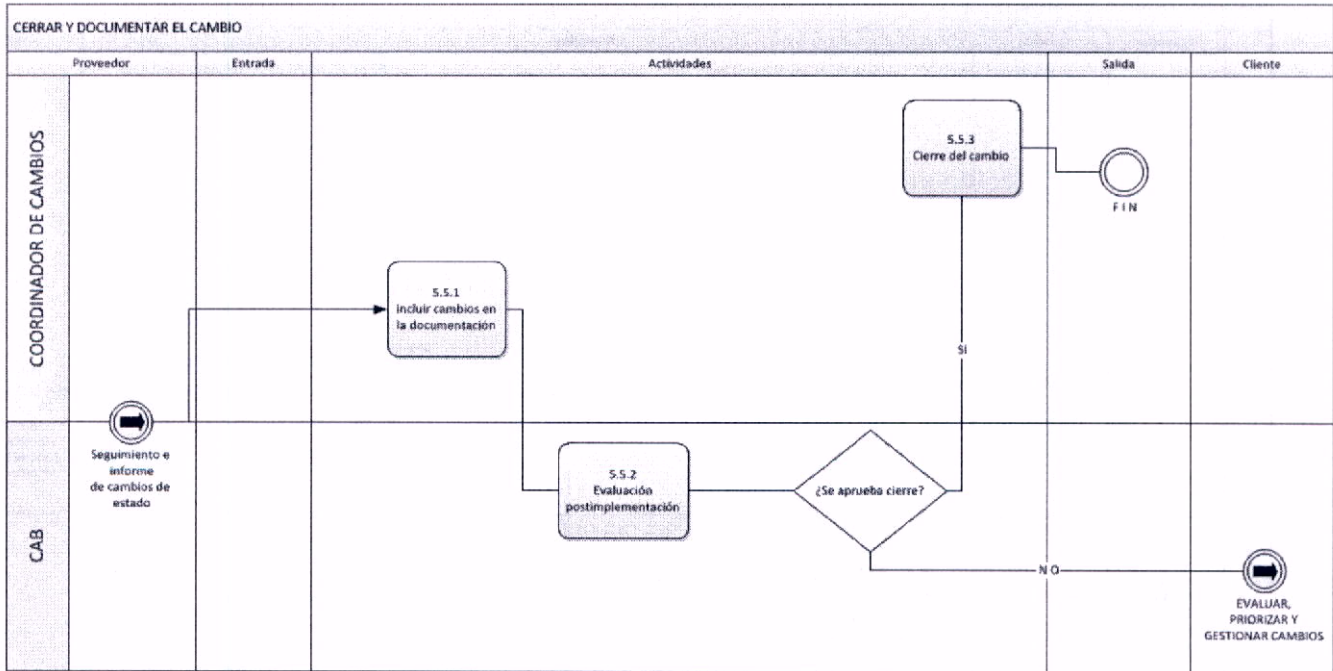 CERRAR Y DOCUMENTAR EL CAMBIO
Proveedor
Entrada
Actividades
Salida
Cliente
COORDINADOR DE CAMBIOS
5.5.3
Cierre del cambio
F I N
5.5.1
Incluir cambios en
la documentación
SI
Seguimiento e
informe
de cambios de
estado
CAB
5.5.2
Evaluación
postimplementación
¿Se aprueba cierre?
N O
EVALUAR,
PRIORIZAR Y
GESTIONAR CAMBIOS